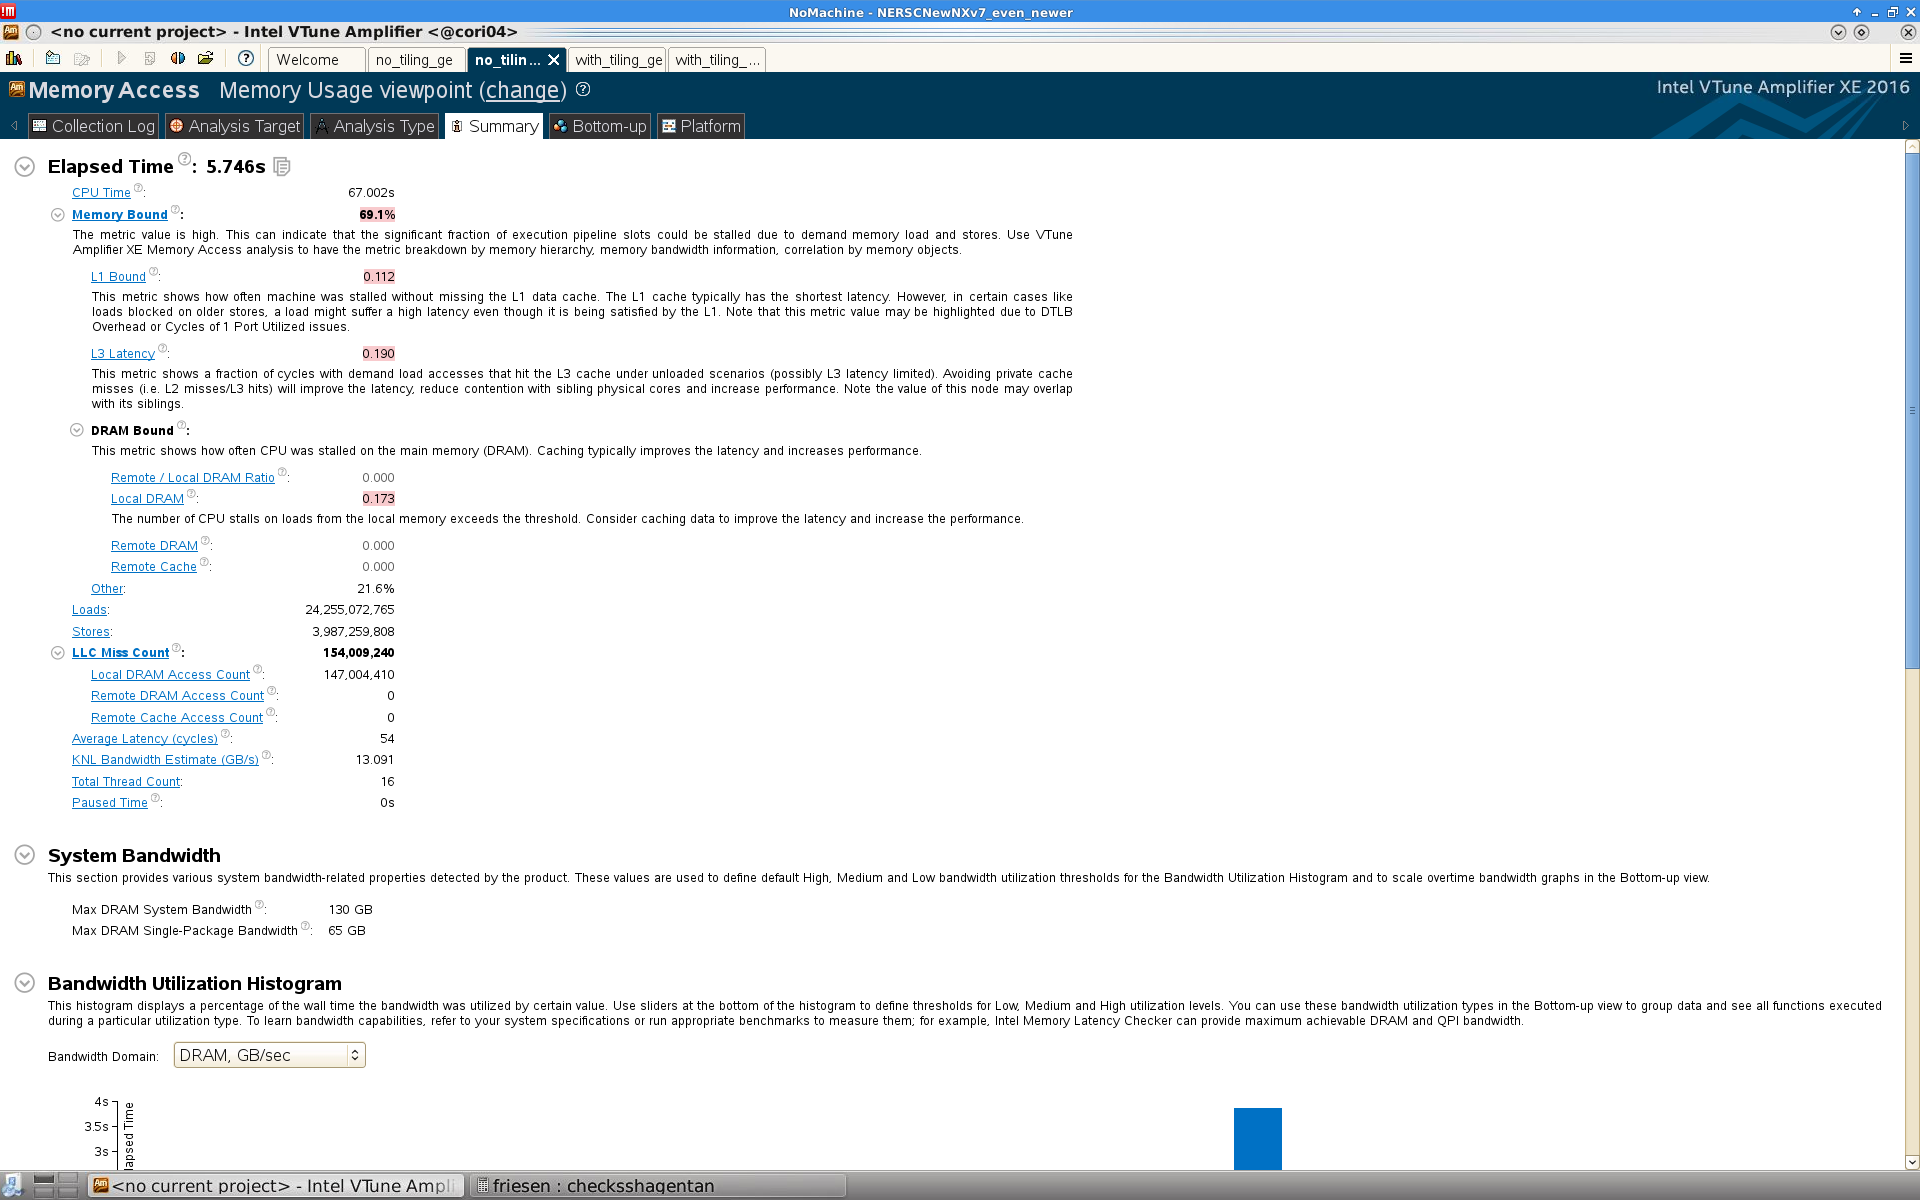 NoMachine - NERSCNewNXv7_even_newer
<no current project> - Intel VTune Amplifier <@cori04>
Welcome no_tiling_ge no_tilin... with_tiling_ge with_tiling_...
Memory Access Memory Usage viewpoint (change) ?
Intel VTune Amplifier XE 2016
Collection Log Analysis Target Analysis Type Summary Bottom-up Platform
Elapsed Time ?: 5.746s
CPU Time ?: 67.002s
Memory Bound ?: 69.1%
The metric value is high. This can indicate that the significant fraction of execution pipeline slots could be stalled due to demand memory load and stores. Use VTune
Amplifier XE Memory Access analysis to have the metric breakdown by memory hierarchy, memory bandwidth information, correlation by memory objects.
L1 Bound ?: 0.112
This metric shows how often machine was stalled without missing the L1 data cache. The L1 cache typically has the shortest latency. However, in certain cases like
loads blocked on older stores, a load might suffer a high latency even though it is being satisfied by the L1. Note that this metric value may be highlighted due to DTLB
Overhead or Cycles of 1 Port Utilized issues.
L3 Latency ?: 0.190
This metric shows a fraction of cycles with demand load accesses that hit the L3 cache under unloaded scenarios (possibly L3 latency limited). Avoiding private cache
misses (i.e. L2 misses/L3 hits) will improve the latency, reduce contention with sibling physical cores and increase performance. Note the value of this node may overlap
with its siblings.
DRAM Bound ?:
This metric shows how often CPU was stalled on the main memory (DRAM). Caching typically improves the latency and increases performance.
Remote / Local DRAM Ratio ?: 0.000
Local DRAM ?: 0.173
The number of CPU stalls on loads from the local memory exceeds the threshold. Consider caching data to improve the latency and increase the performance.
Remote DRAM ?: 0.000
Remote Cache ?: 0.000
Other: 21.6%
Loads: 24,255,072,765
Stores: 3,987,259,808
LLC Miss Count ?: 154,009,240
Local DRAM Access Count ?: 147,004,410
Remote DRAM Access Count ?: 0
Remote Cache Access Count ?: 0
Average Latency (cycles) ?: 54
KNL Bandwidth Estimate (GB/s) ?: 13.091
Total Thread Count: 16
Paused Time ?: 0s
System Bandwidth
This section provides various system bandwidth-related properties detected by the product. These values are used to define default High, Medium and Low bandwidth utilization thresholds for the Bandwidth Utilization Histogram and to scale overtime bandwidth graphs in the Bottom-up view.
Max DRAM System Bandwidth ?: 130 GB
Max DRAM Single-Package Bandwidth ?: 65 GB
Bandwidth Utilization Histogram
This histogram displays a percentage of the wall time the bandwidth was utilized by certain value. Use sliders at the bottom of the histogram to define thresholds for Low, Medium and High utilization levels. You can use these bandwidth utilization types in the Bottom-up view to group data and see all functions executed
during a particular utilization type. To learn bandwidth capabilities, refer to your system specifications or run appropriate benchmarks to measure them; for example, Intel Memory Latency Checker can provide maximum achievable DRAM and QPI bandwidth.
Bandwidth Domain: DRAM, GB/sec
4s
3.5s
3s
lapsed Time
<no current project> - Intel VTune Ampli
friesen : checksshagentan